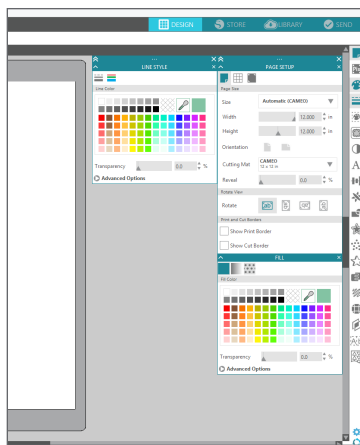 DESIGN
STORE
LIBRARY
SEND
LINE STYLE
Line Color
Transparency
0.0
%
Advanced Options
PAGE SETUP
Page Size
Size
Automatic (CAMEO)
Width
12.000
in
Height
12.000
in
Orientation
Cutting Mat
CAMEO
12 x 12 in
Reveal
0.0
%
Rotate View
Rotate
Print and Cut Borders
Show Print Border
Show Cut Border
FILL
Fill Color
Transparency
0.0
%
Advanced Options